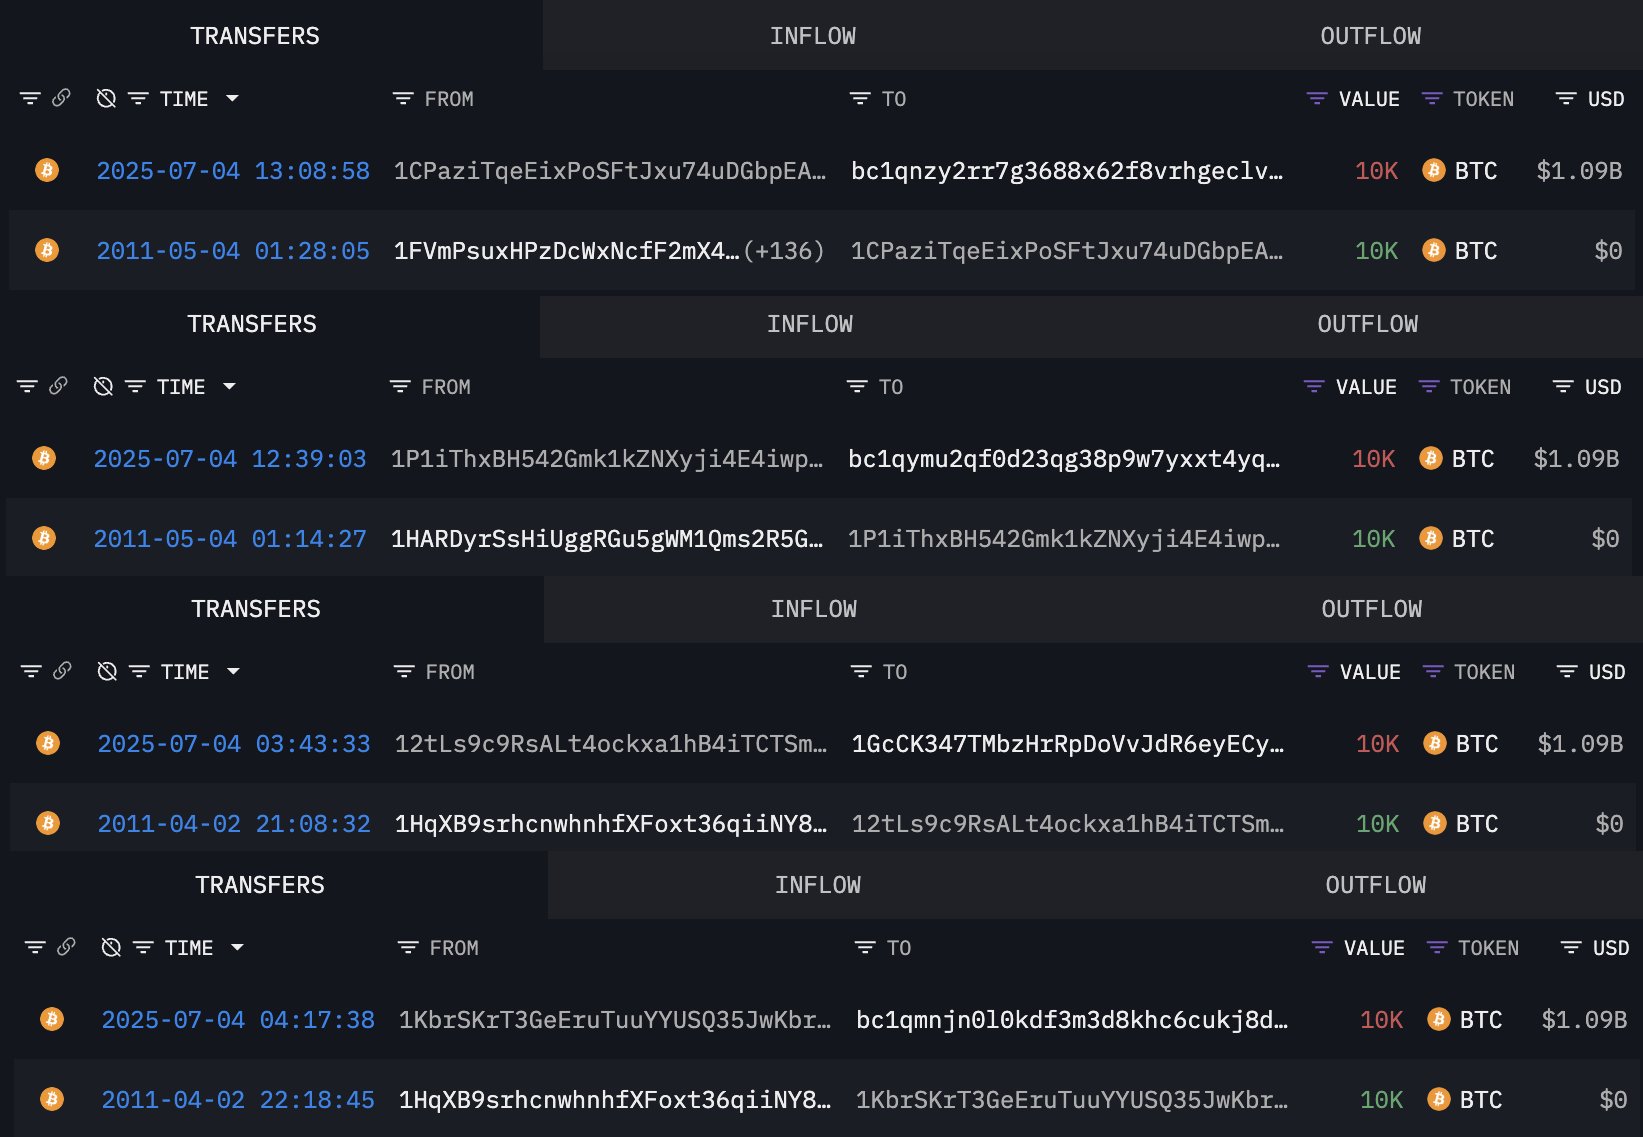 TRANSFERS INFLOW OUTFLOW
TIME FROM TO VALUE TOKEN USD
2025-07-04 13:08:58 1CPaziTqeEixPoSFtJxu74uDGbpEA… bc1qnzy2rr7g3688x62f8vrhgeclv… 10K BTC $1.09B
2011-05-04 01:28:05 1FVmPsuxHPzDcWxNcfF2mX4…(+136) 1CPaziTqeEixPoSFtJxu74uDGbpEA… 10K BTC $0
TRANSFERS INFLOW OUTFLOW
TIME FROM TO VALUE TOKEN USD
2025-07-04 12:39:03 1P1iThxBH542Gmk1kZNXyji4E4iwp… bc1qymu2qf0d23qg38p9w7yxxt4yq… 10K BTC $1.09B
2011-05-04 01:14:27 1HARDyrSsHiUggRGu5gWM1Qms2R5G… 1P1iThxBH542Gmk1kZNXyji4E4iwp… 10K BTC $0
TRANSFERS INFLOW OUTFLOW
TIME FROM TO VALUE TOKEN USD
2025-07-04 03:43:33 12tLs9c9RsALt4ockxa1hB4iTCTSm… 1GcCK347TMbzHrRpDoVvJdR6eyECy… 10K BTC $1.09B
2011-04-02 21:08:32 1HqXB9srhcnwhnhfXFoxt36qiiNY8… 12tLs9c9RsALt4ockxa1hB4iTCTSm… 10K BTC $0
TRANSFERS INFLOW OUTFLOW
TIME FROM TO VALUE TOKEN USD
2025-07-04 04:17:38 1KbrSKrT3GeEruTuuYYUSQ35JwKbr… bc1qmnjn0l0kdf3m3d8khc6cukj8d… 10K BTC $1.09B
2011-04-02 22:18:45 1HqXB9srhcnwhnhfXFoxt36qiiNY8… 1KbrSKrT3GeEruTuuYYUSQ35JwKbr… 10K BTC $0